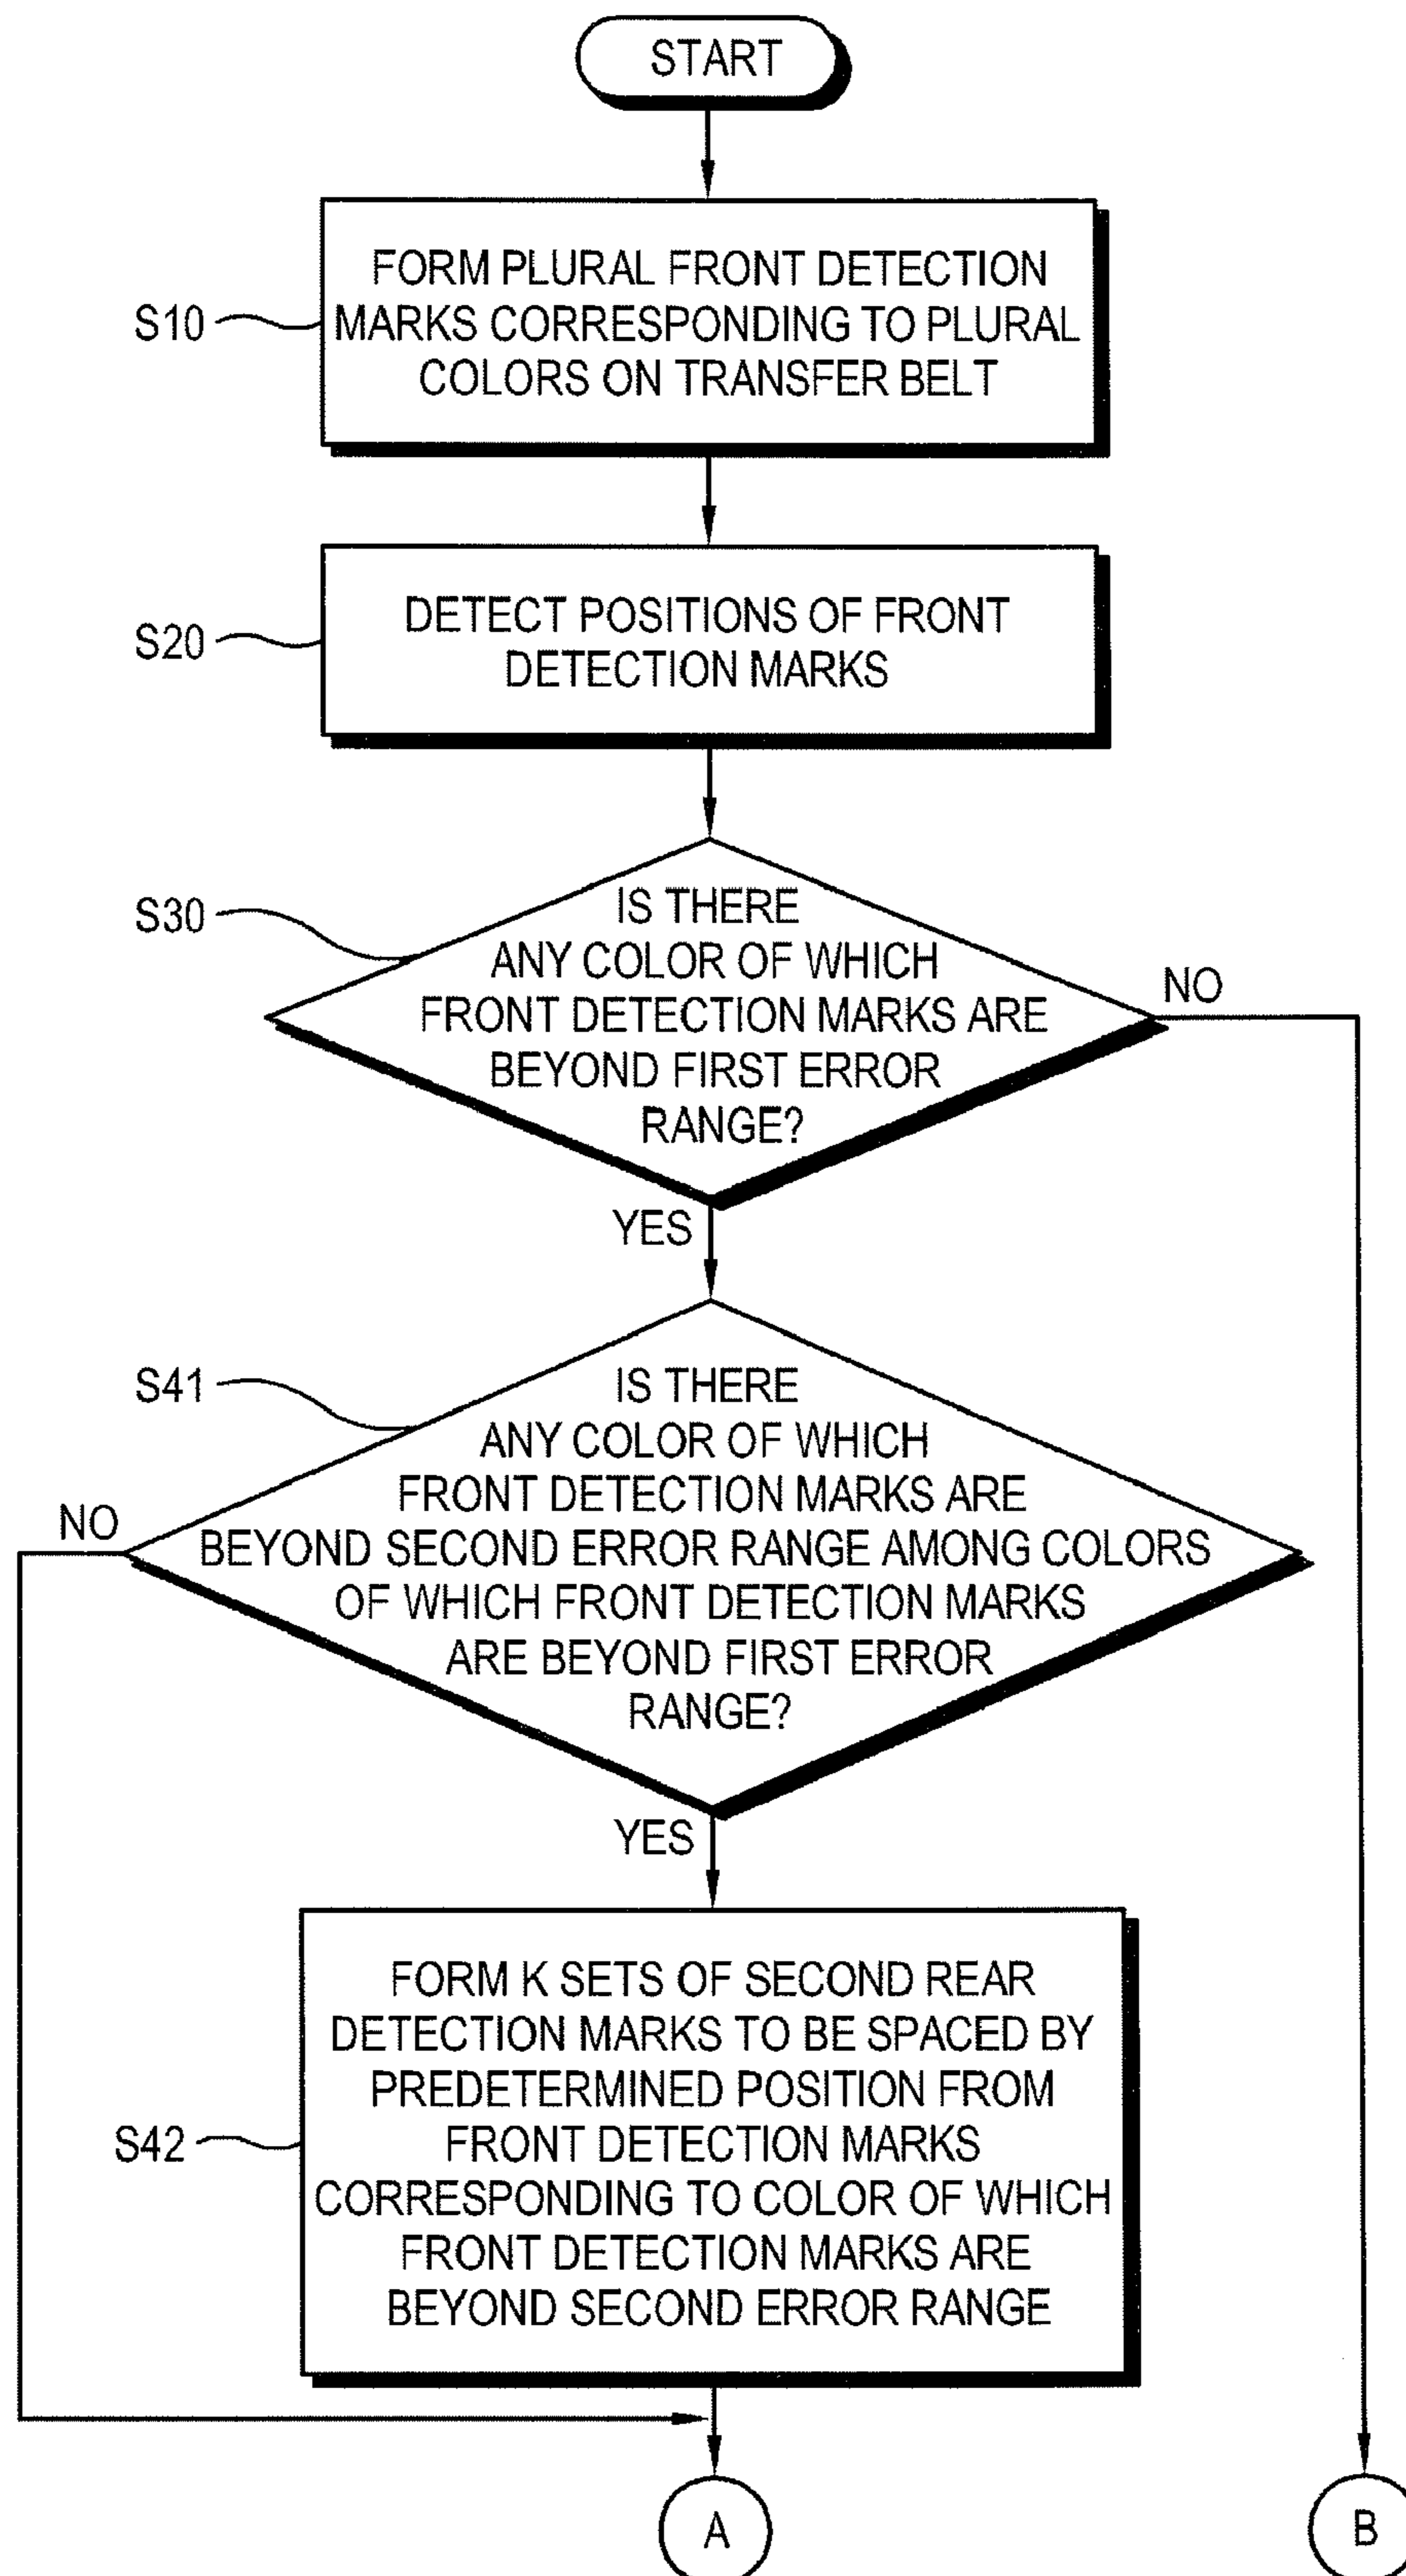 START
FORM PLURAL FRONT DETECTION
MARKS CORRESPONDING TO PLURAL
COLORS ON TRANSFER BELT
S10
DETECT POSITIONS OF FRONT
DETECTION MARKS
S20
S30
IS THERE
ANY COLOR OF WHICH
FRONT DETECTION MARKS ARE
BEYOND FIRST ERROR
RANGE?
NO
YES
S41
IS THERE
ANY COLOR OF WHICH
FRONT DETECTION MARKS ARE
BEYOND SECOND ERROR RANGE AMONG COLORS
OF WHICH FRONT DETECTION MARKS
ARE BEYOND FIRST ERROR
RANGE?
NO
YES
FORM K SETS OF SECOND REAR
DETECTION MARKS TO BE SPACED BY
PREDETERMINED POSITION FROM
FRONT DETECTION MARKS
CORRESPONDING TO COLOR OF WHICH
FRONT DETECTION MARKS ARE
BEYOND SECOND ERROR RANGE
S42
A
B